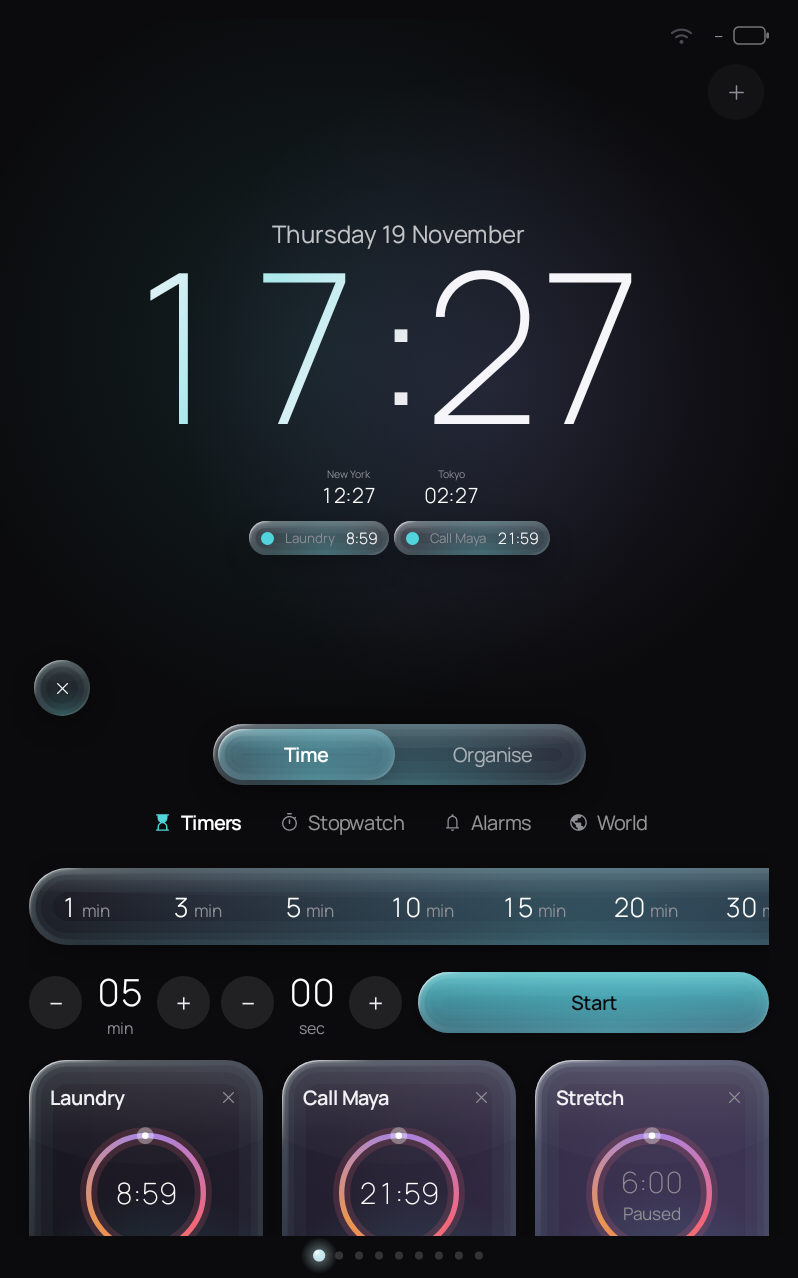 Thursday 19 November
17:27
New York Tokyo
12:27 02:27
Laundry 8:59 Call Maya 21:59
Time Organise
Timers Stopwatch Alarms World
1 min 3 min 5 min 10 min 15 min 20 min 30
05 00 Start
min sec
Laundry Call Maya Stretch
8:59 21:59 6:00
Paused